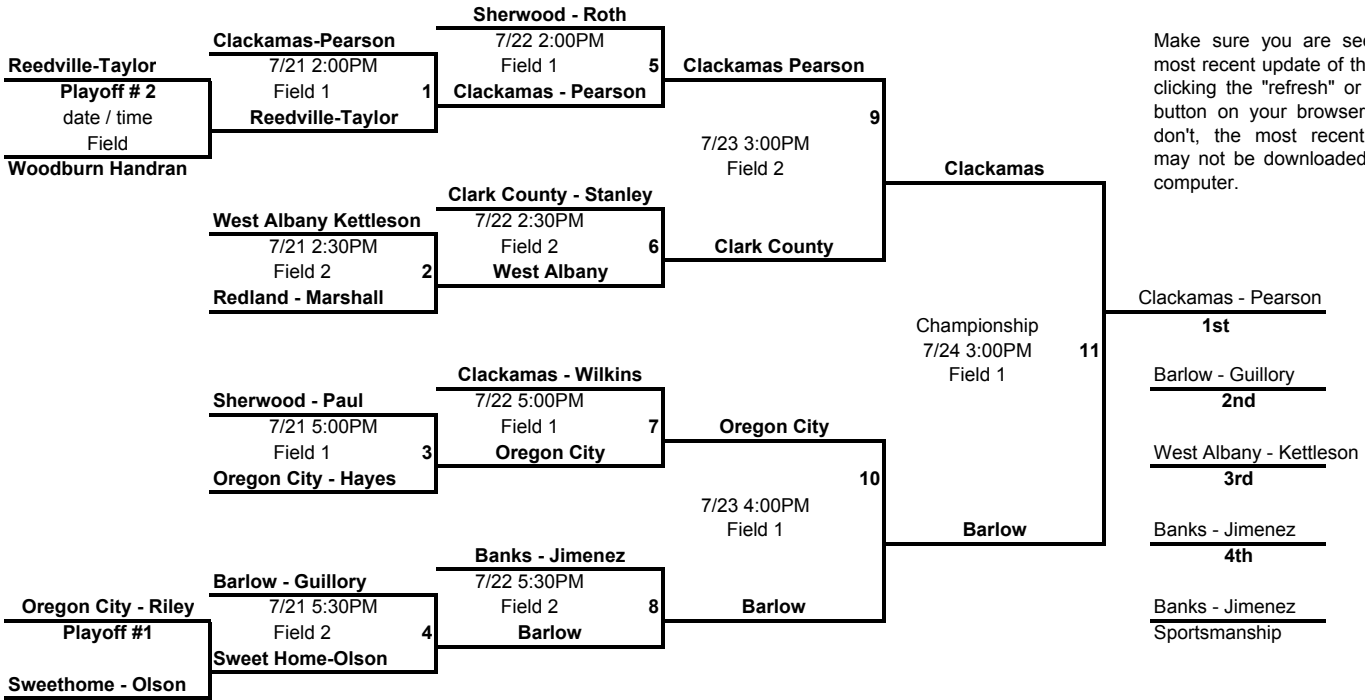 Sherwood - Roth
Clackamas-Pearson
7/22 2:00PM
Reedville-Taylor
7/21 2:00PM
Field 1
5
Clackamas Pearson
Playoff # 2
Field 1
1
Clackamas - Pearson
date / time
Reedville-Taylor
9
Field
7/23 3:00PM
Woodburn Handran
Field 2
Clackamas
Make sure you are
most recent update of
clicking the "refresh" or
button on your browser
don't, the most recent
may not be downloaded
computer.
Clark County - Stanley
West Albany Kettleson
7/22 2:30PM
7/21 2:30PM
Field 2
6
Clark County
Field 2
2
West Albany
Redland - Marshall
Clackamas - Pearson
Championship
1st
7/24 3:00PM
11
Field 1
Clackamas - Wilkins
Barlow - Guillory
Sherwood - Paul
7/22 5:00PM
2nd
7/21 5:00PM
Field 1
7
Oregon City
Field 1
3
Oregon City
West Albany - Kettleson
Oregon City - Hayes
10
3rd
7/23 4:00PM
Field 1
Barlow
Banks - Jimenez
Banks - Jimenez
4th
Barlow - Guillory
7/22 5:30PM
Oregon City - Riley
7/21 5:30PM
Field 2
8
Barlow
Banks - Jimenez
Playoff #1
Field 2
4
Barlow
Sportsmanship
Sweet Home-Olson
Sweethome - Olson